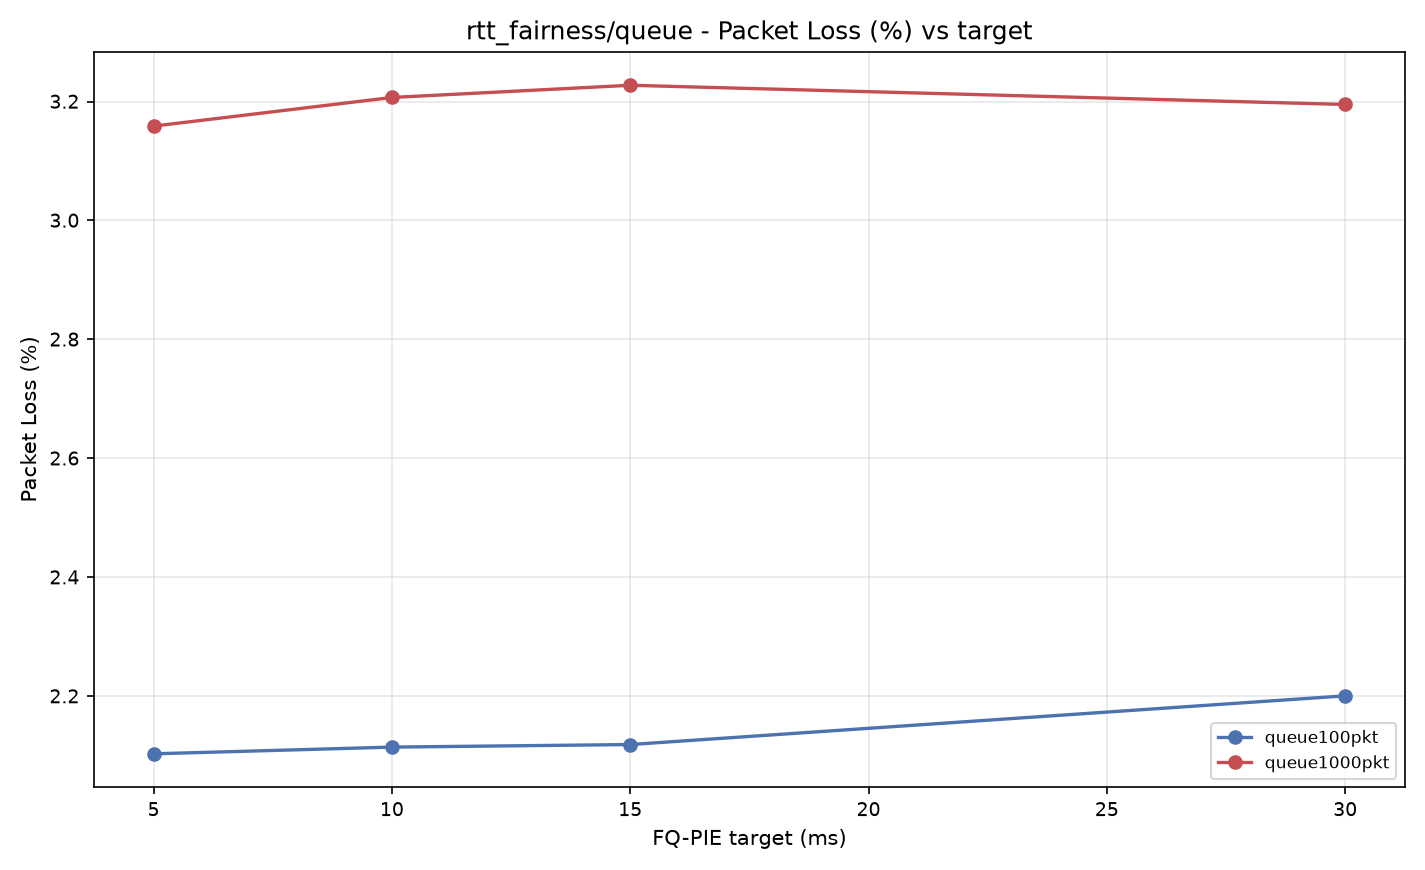 rtt_fairness/queue - Packet Loss (%) vs target
Packet Loss (%)
3.2
3.0
2.8
2.6
2.4
2.2
queue100pkt
queue1000pkt
5 10 15 20 25 30
FQ-PIE target (ms)